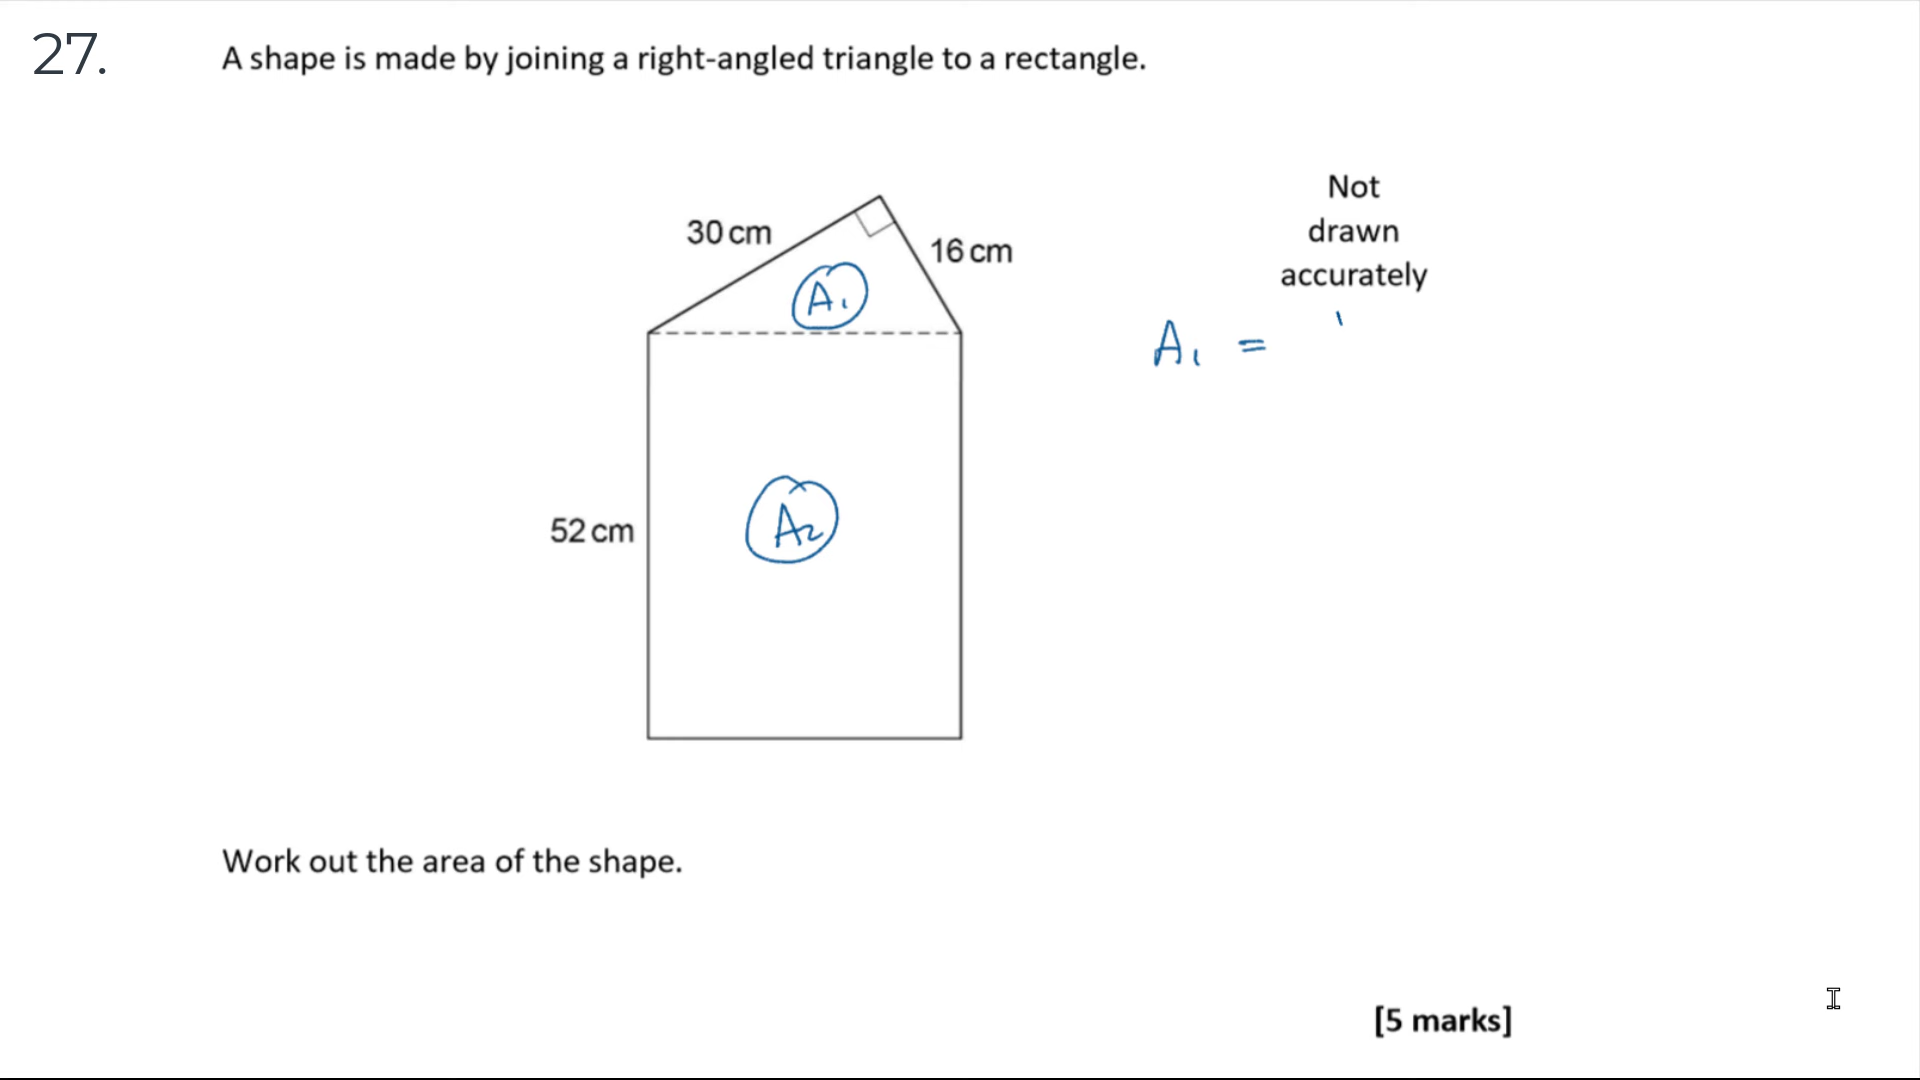 27.
A shape is made by joining a right-angled triangle to a rectangle.
Not
drawn
accurately
30 cm
16 cm
A1
A1 =
52 cm
A2
Work out the area of the shape.
[5 marks]